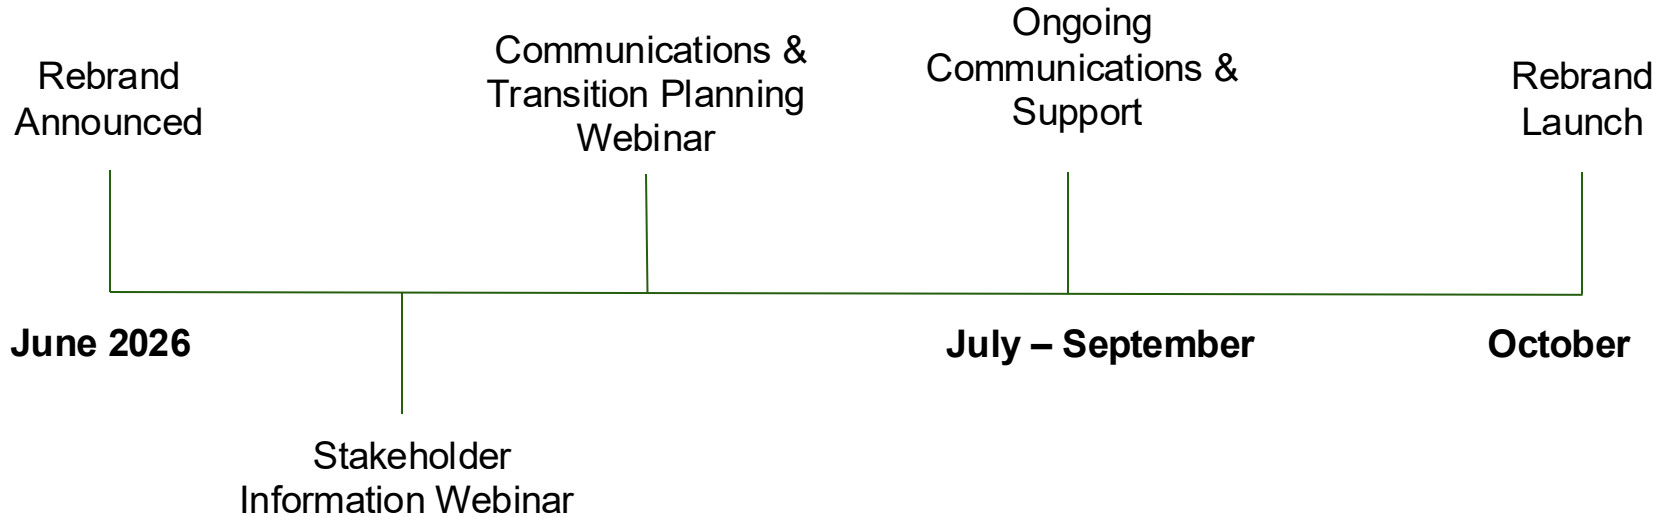 Rebrand
Announced
Communications &
Transition Planning
Webinar
Ongoing
Communications &
Support
Rebrand
Launch
June 2026
July – September
October
Stakeholder
Information Webinar